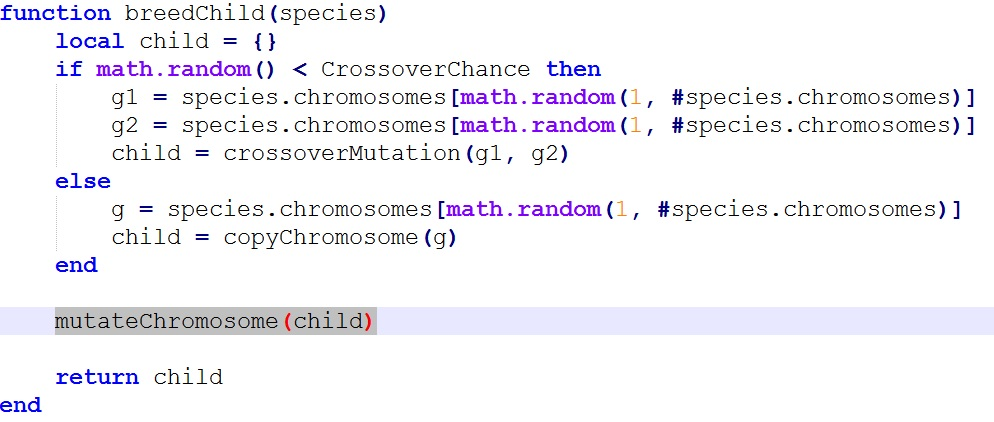 function breedChild(species)
    local child = {}
    if math.random() < CrossoverChance then
        g1 = species.chromosomes[math.random(1, #species.chromosomes)]
        g2 = species.chromosomes[math.random(1, #species.chromosomes)]
        child = crossoverMutation(g1, g2)
    else
        g = species.chromosomes[math.random(1, #species.chromosomes)]
        child = copyChromosome(g)
    end
    mutateChromosome(child)
    return child
end